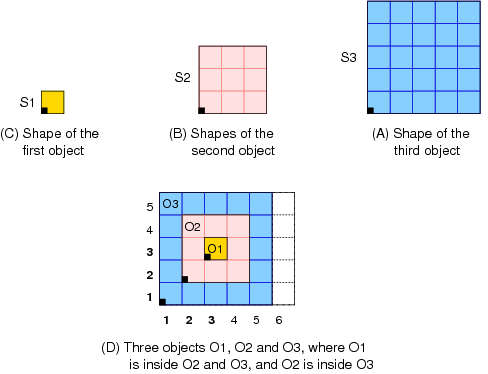 S1
S2
S3
(C) Shape of the
first object
(B) Shapes of the
second object
(A) Shape of the
third object
5 O3
4 O2
3 O1
2
1
1 2 3 4 5 6
(D) Three objects O1, O2 and O3, where O1
is inside O2 and O3, and O2 is inside O3